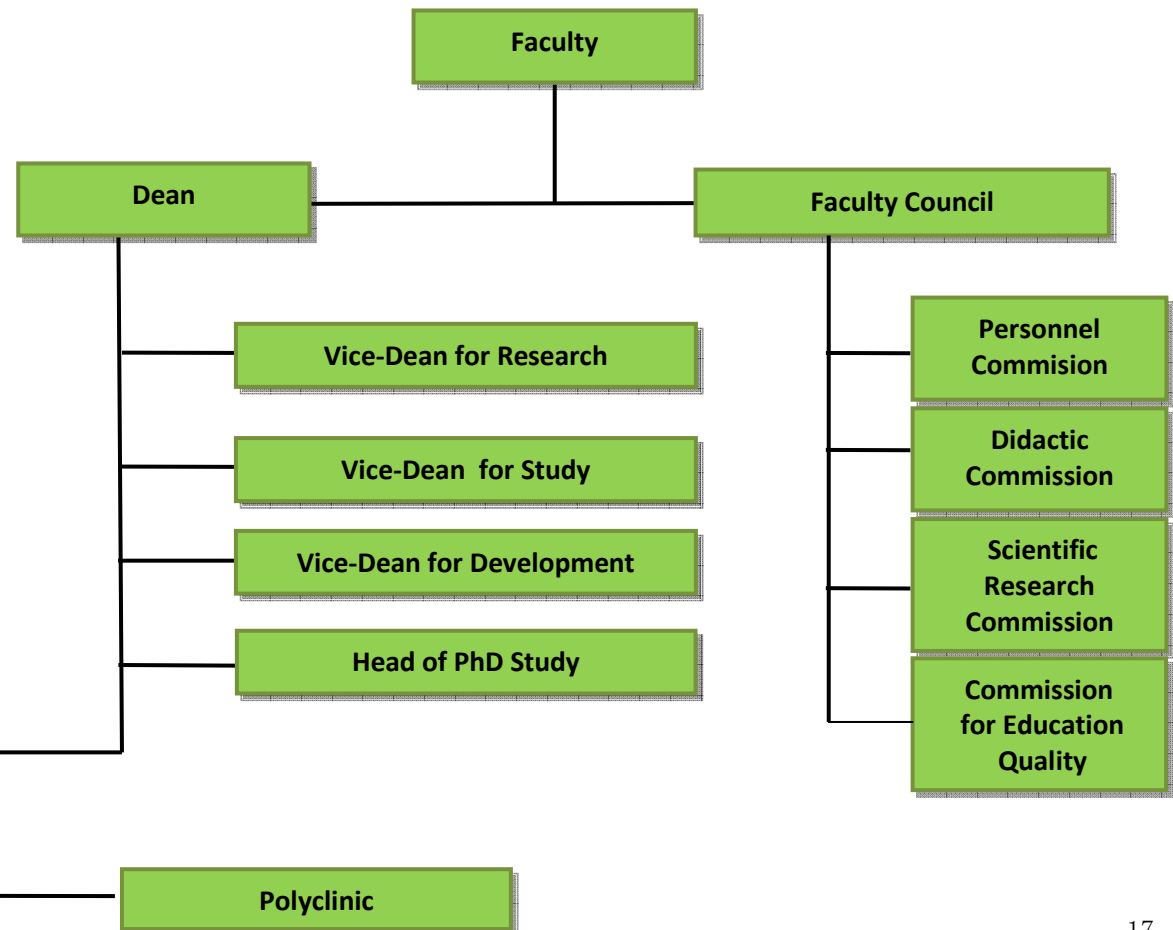 Faculty
Dean
Faculty Council
Vice-Dean for Research
Vice-Dean for Study
Vice-Dean for Development
Head of PhD Study
Personnel
Commision
Didactic
Commission
Scientific
Research
Commission
Commission
for Education
Quality
Polyclinic
17